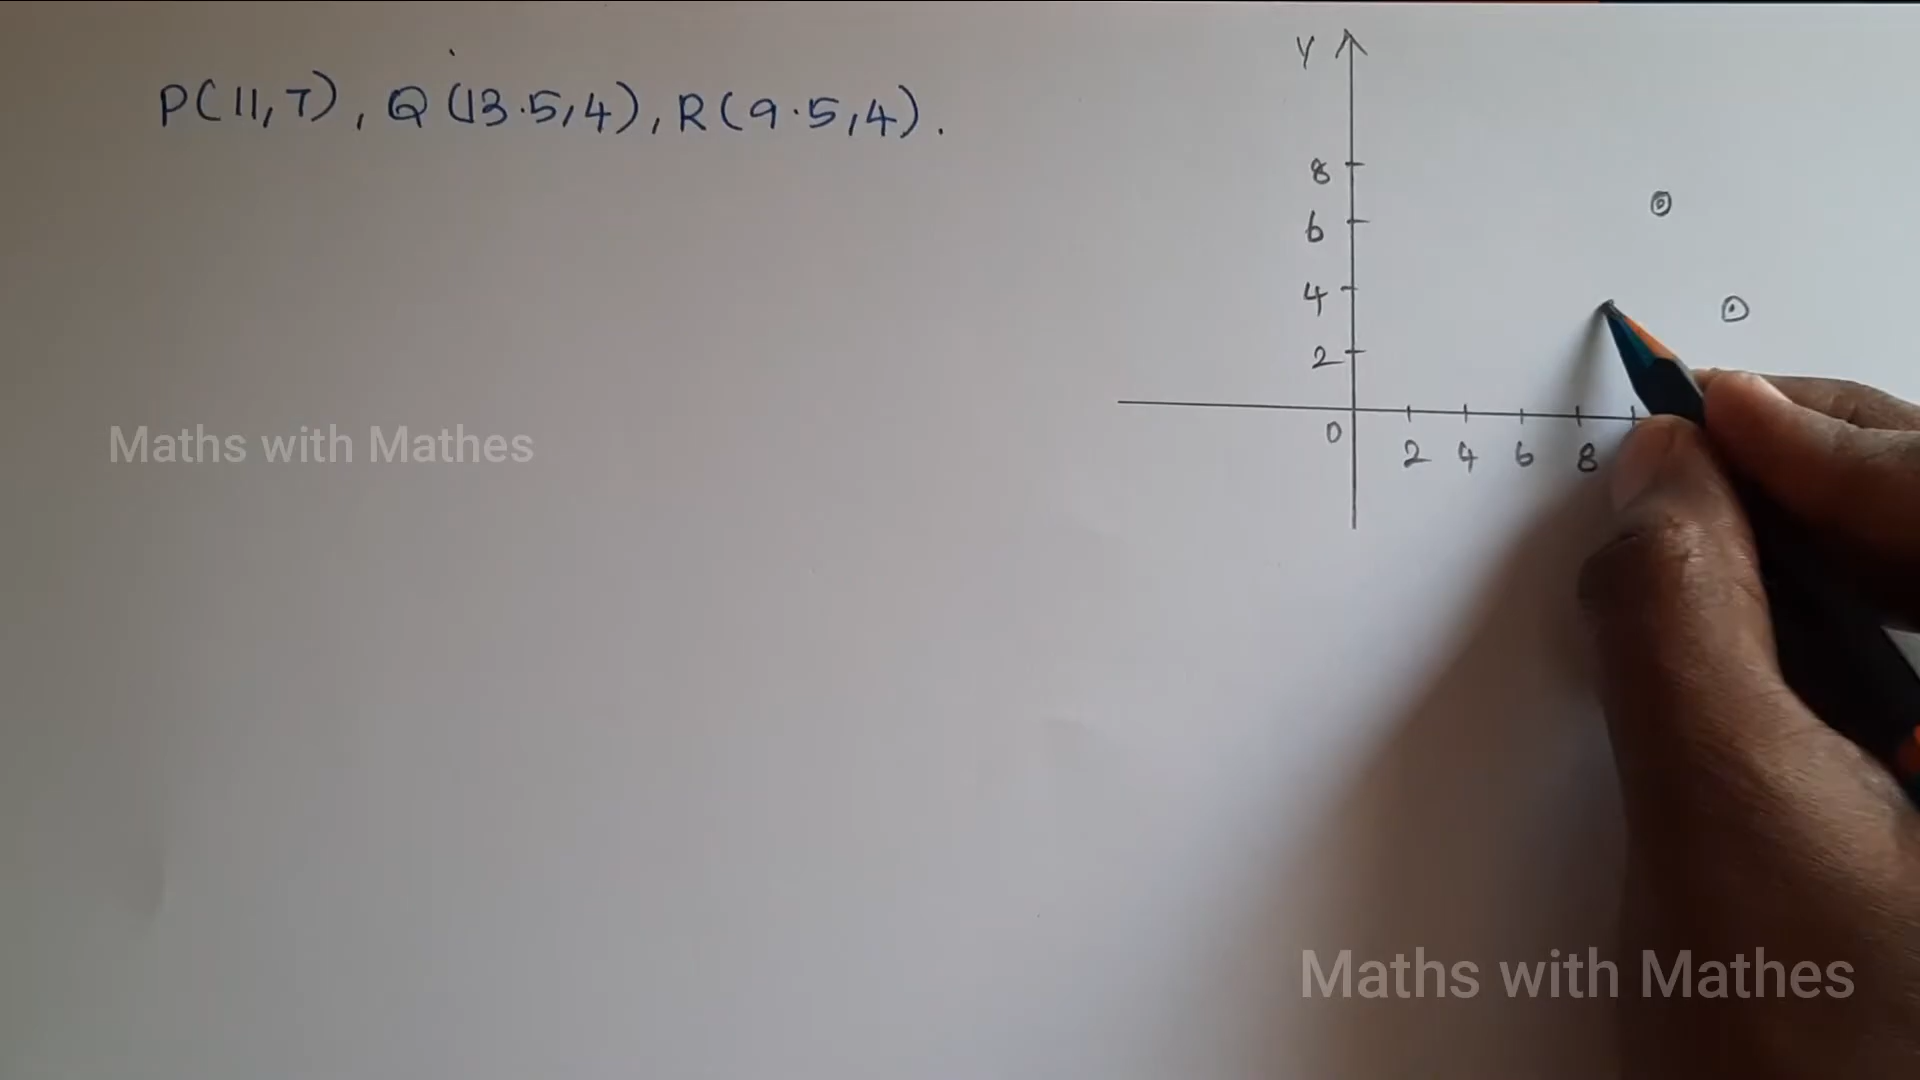 P(11,7), Q(13.5,4), R(9.5,4).
Y
8
6
4
2
0 2 4 6 8
Maths with Mathes
Maths with Mathes